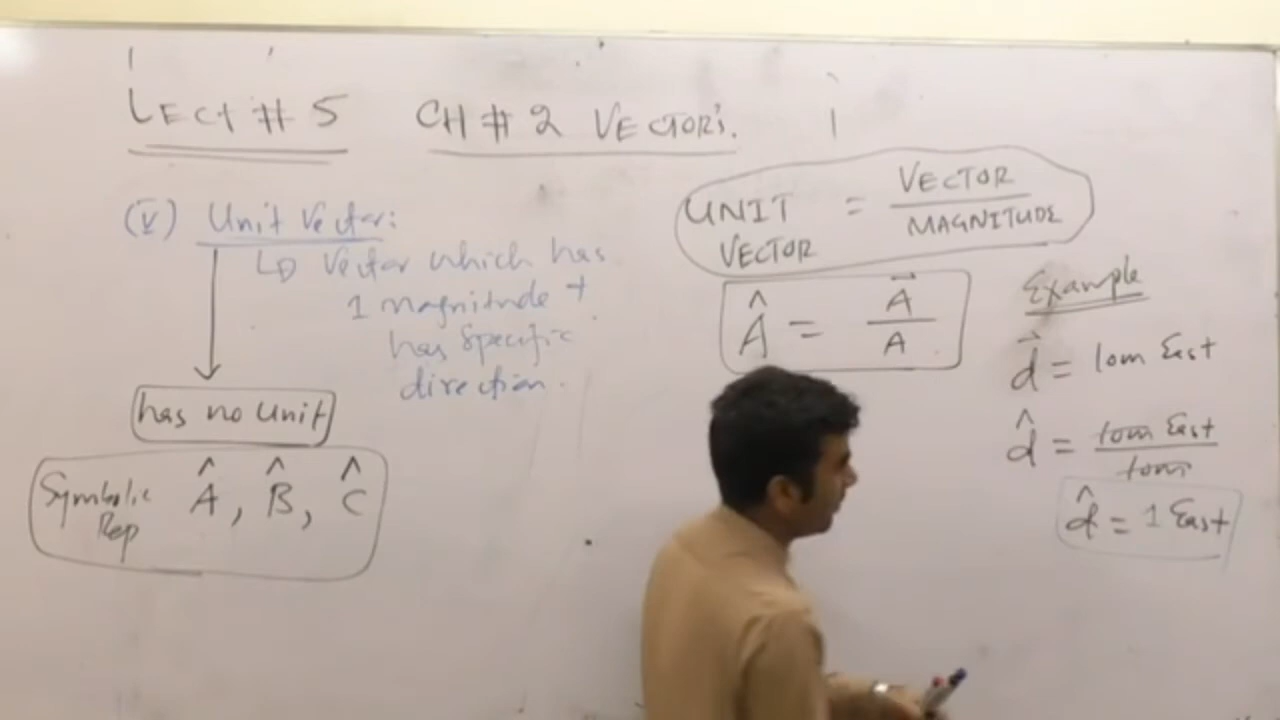 LECT # 5 CH # 2 VECTOR'S.
(V) Unit Vector:
Vector which has
1 magnitude +
has specific
direction.
has no unit
Symbolic Rep Â, B̂, Ĉ
UNIT VECTOR = VECTOR / MAGNITUDE
Â = A⃗ / A
Example
d⃗ = 10m East
d̂ = 10m East / 10m
d̂ = 1 East